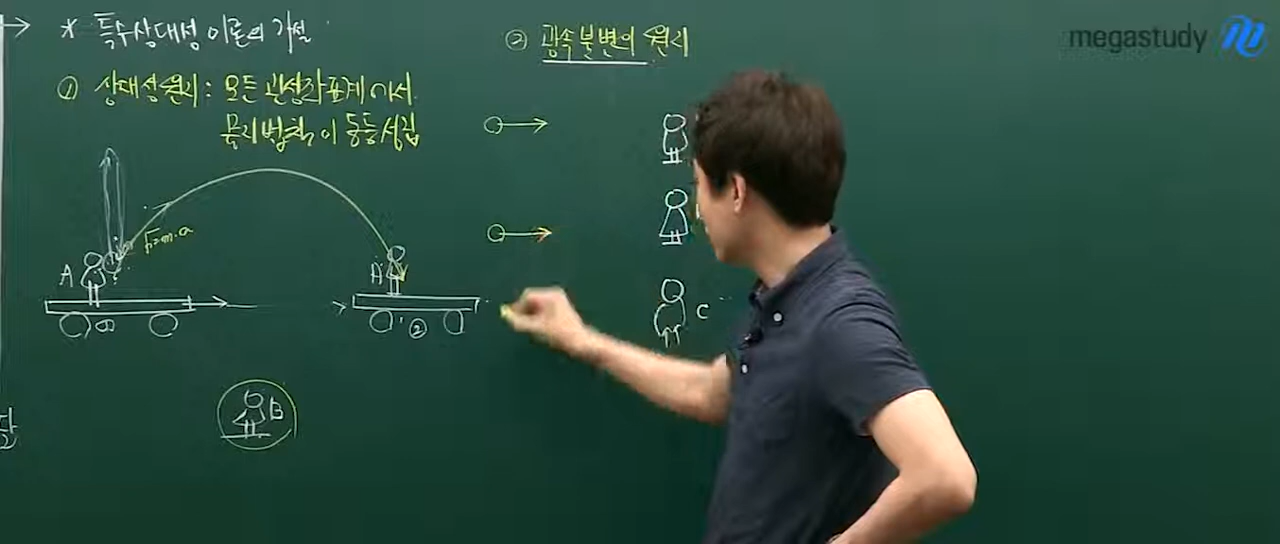 * 특수상대성 이론의 가설
① 상대성원리 : 모든 관성좌표계에서
물리법칙이 동등성립
F=m·a
A
A
①
②
B
② 광속불변의 원리
C
megastudy